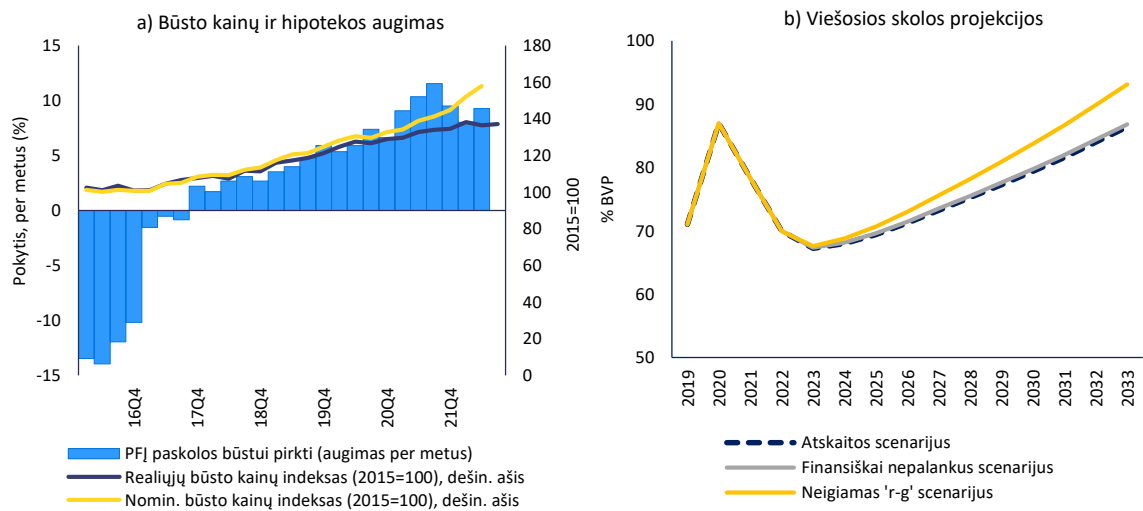 a) Būsto kainų ir hipotekos augimas
15
10
5
0
-5
-10
-15
Pokytis, per metus (%)
180
160
140
120
100
80
60
40
20
0
2015=100
16Q4
17Q4
18Q4
19Q4
20Q4
21Q4
PFĮ paskolos būstui pirkti (augimas per metus)
Realiųjų būsto kainų indeksas (2015=100), dešin. ašis
Nomin. būsto kainų indeksas (2015=100), dešin. ašis
b) Viešosios skolos projekcijos
100
90
80
70
60
50
% BVP
2019
2020
2021
2022
2023
2024
2025
2026
2027
2028
2029
2030
2031
2032
2033
Atskaitos scenarijus
Finansiškai nepalankus scenarijus
Neigiamas 'r-g' scenarijus